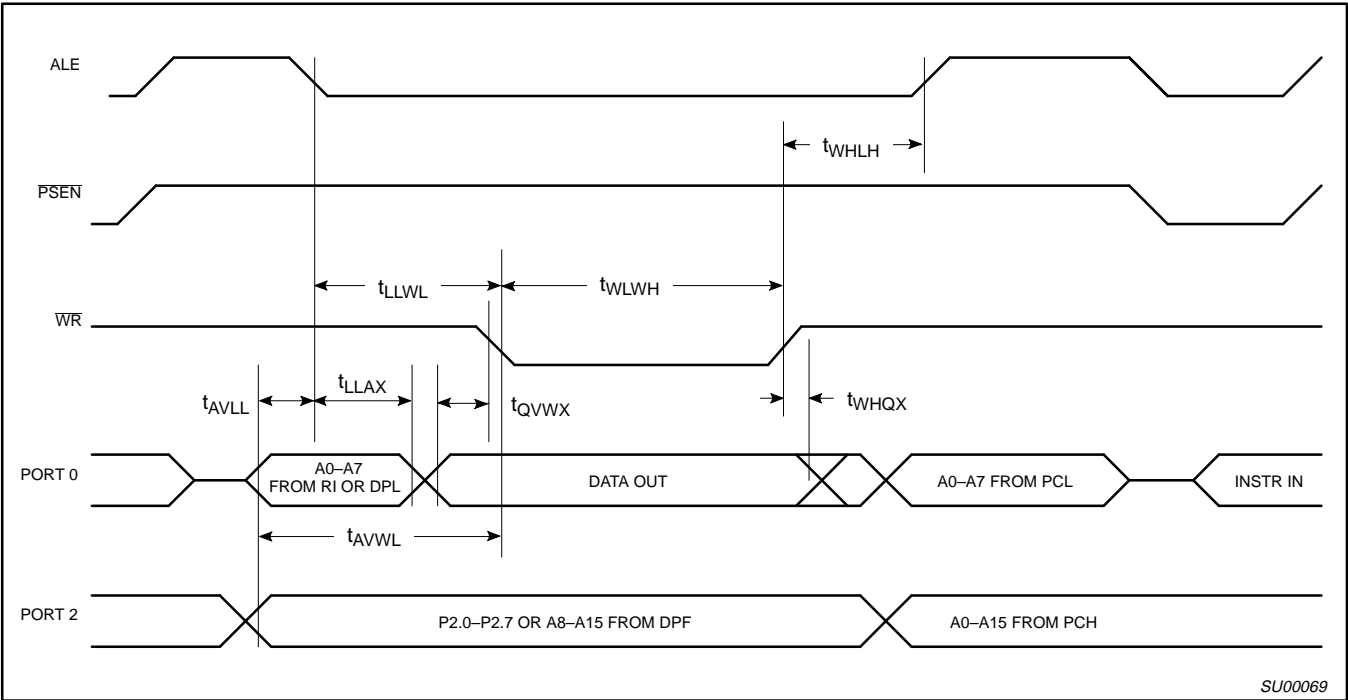 ALE
tWHLH
PSEN
tLLWL
tWLWH
WR
tLLAX
tAVLL
tQVWX
tWHQX
PORT 0
A0–A7
FROM RI OR DPL
DATA OUT
A0–A7 FROM PCL
INSTR IN
tAVWL
PORT 2
P2.0–P2.7 OR A8–A15 FROM DPF
A0–A15 FROM PCH
SU00069